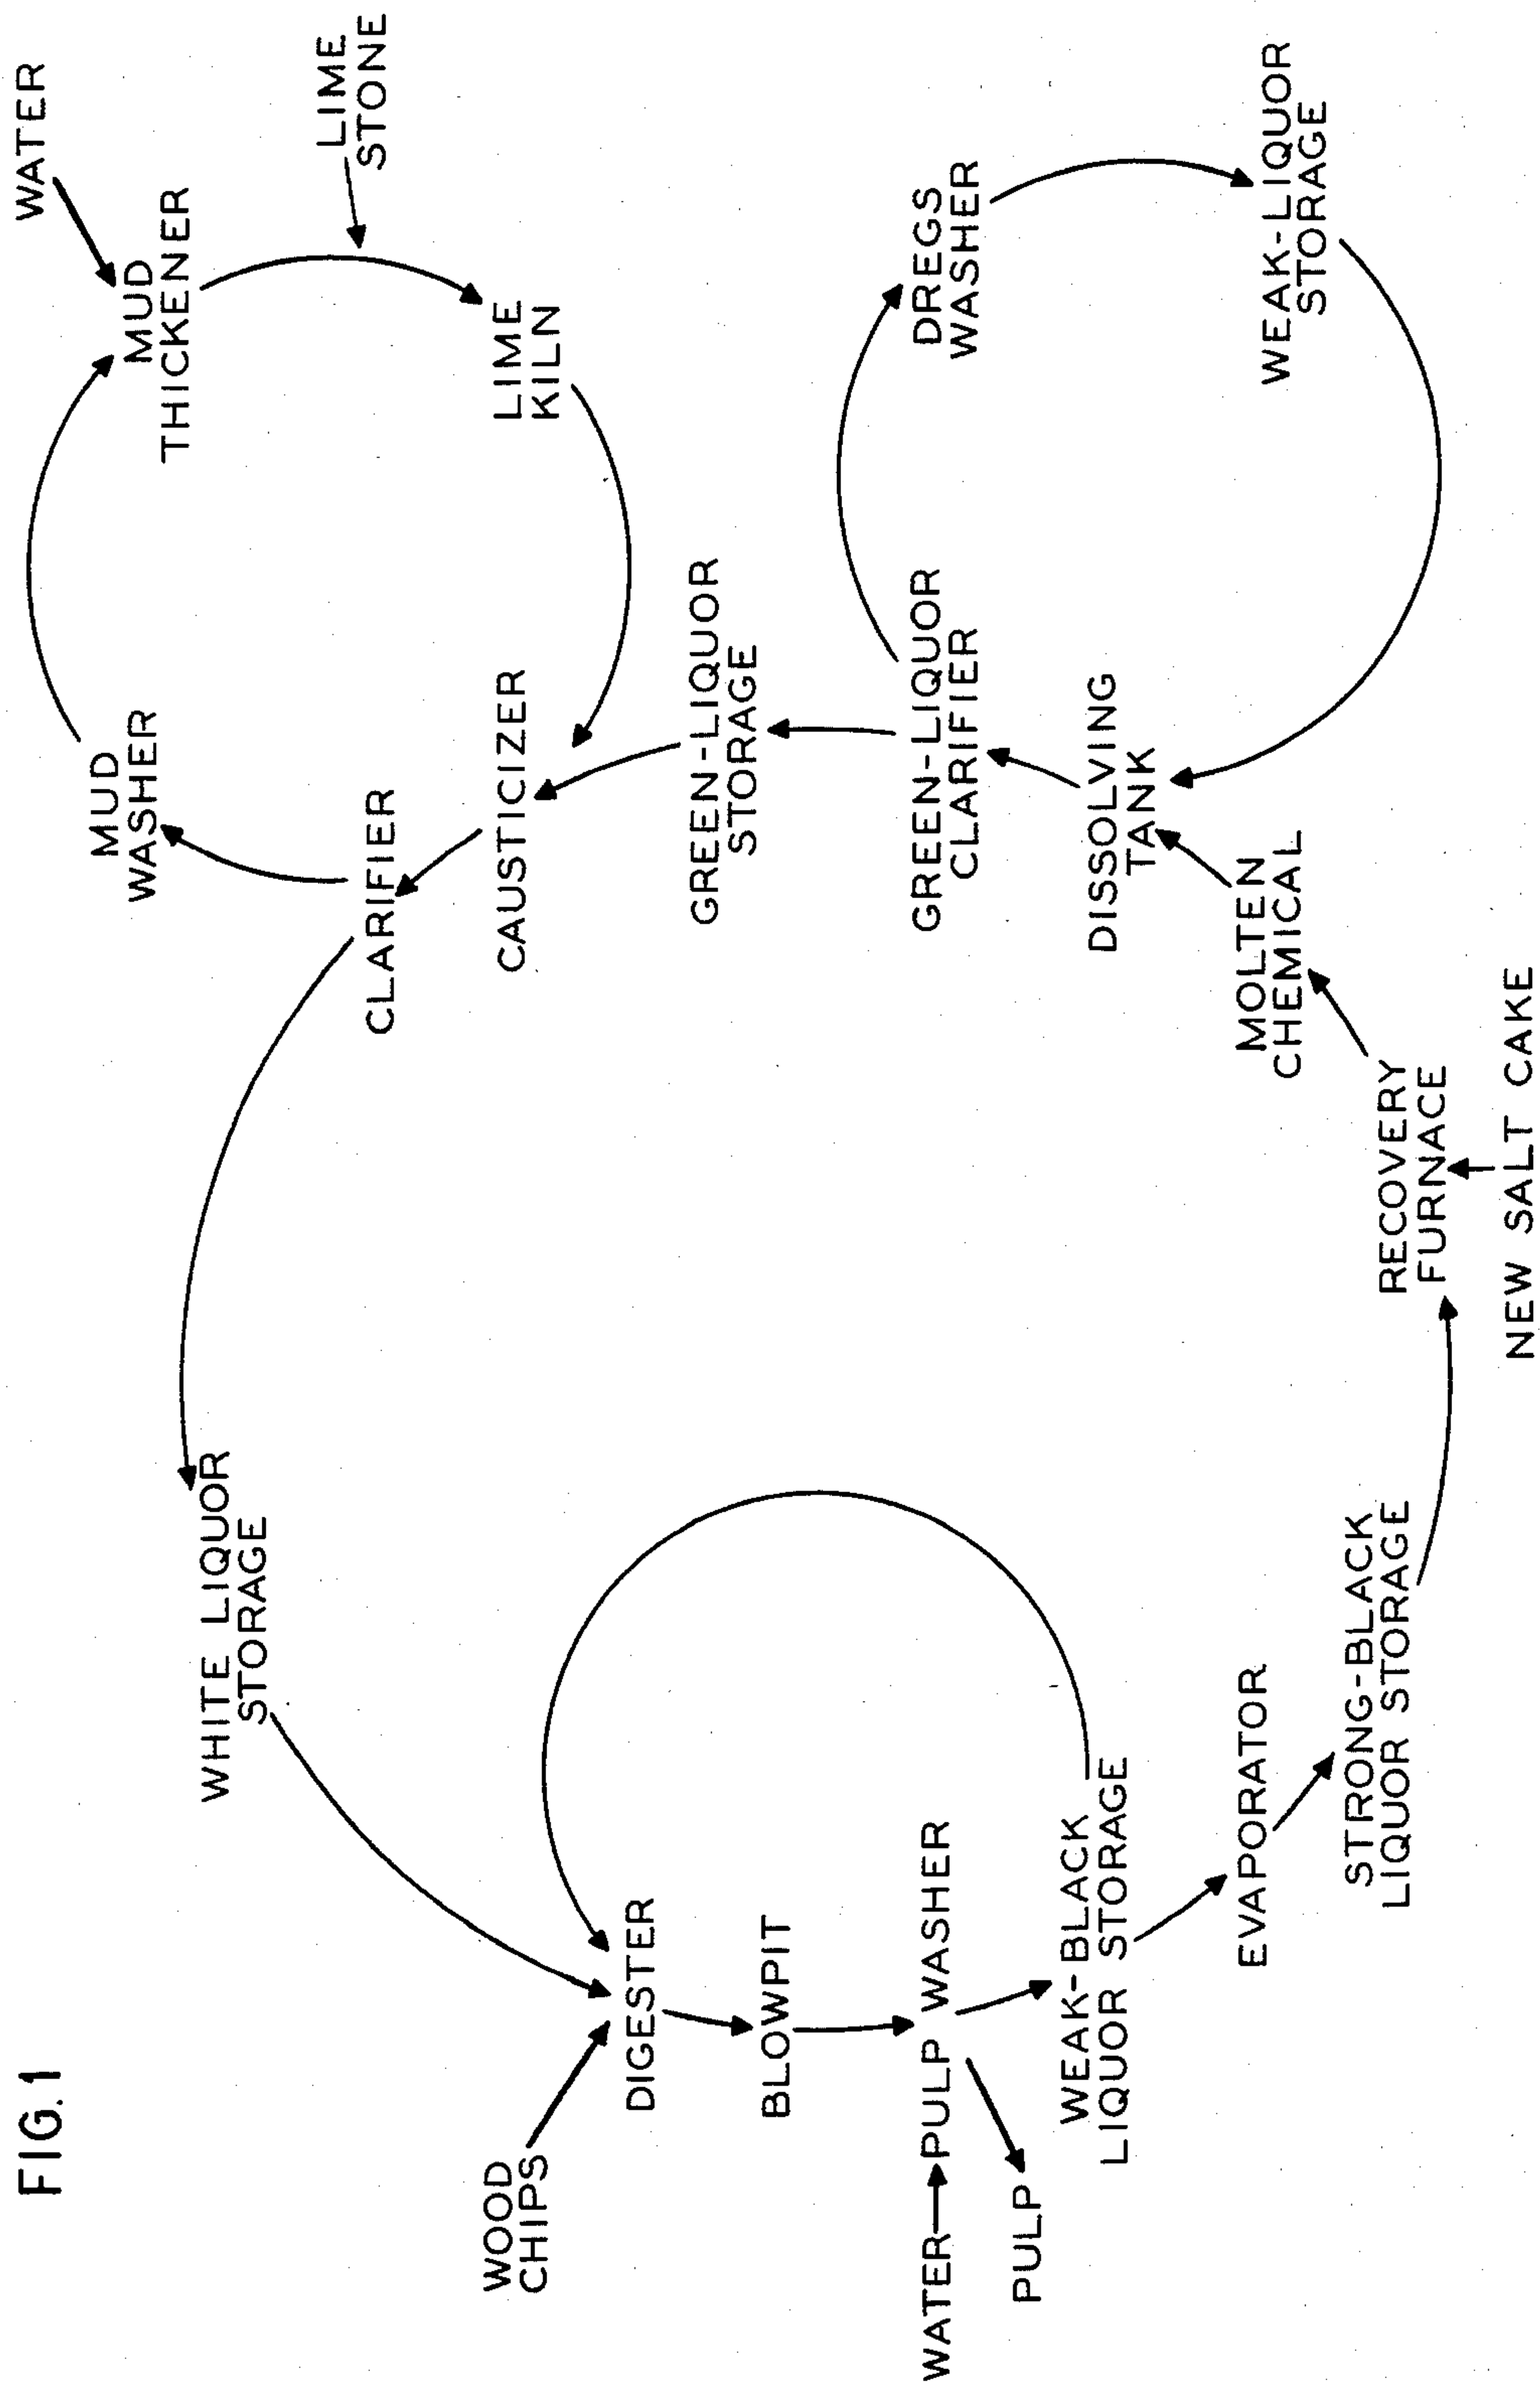 FIG.1
WATER
MUD
THICKENER
LIME
STONE
MUD
WASHER
LIME
KILN
CLARIFIER
CAUSTICIZER
WHITE LIQUOR
STORAGE
GREEN-LIQUOR
STORAGE
WOOD
CHIPS
DIGESTER
BLOWPIT
WATER
PULP WASHER
PULP
WEAK-BLACK
LIQUOR STORAGE
EVAPORATOR
STRONG-BLACK
LIQUOR STORAGE
RECOVERY
FURNACE
NEW SALT CAKE
MOLTEN
CHEMICAL
DISSOLVING
TANK
GREEN-LIQUOR
CLARIFIER
DREGS
WASHER
WEAK-LIQUOR
STORAGE